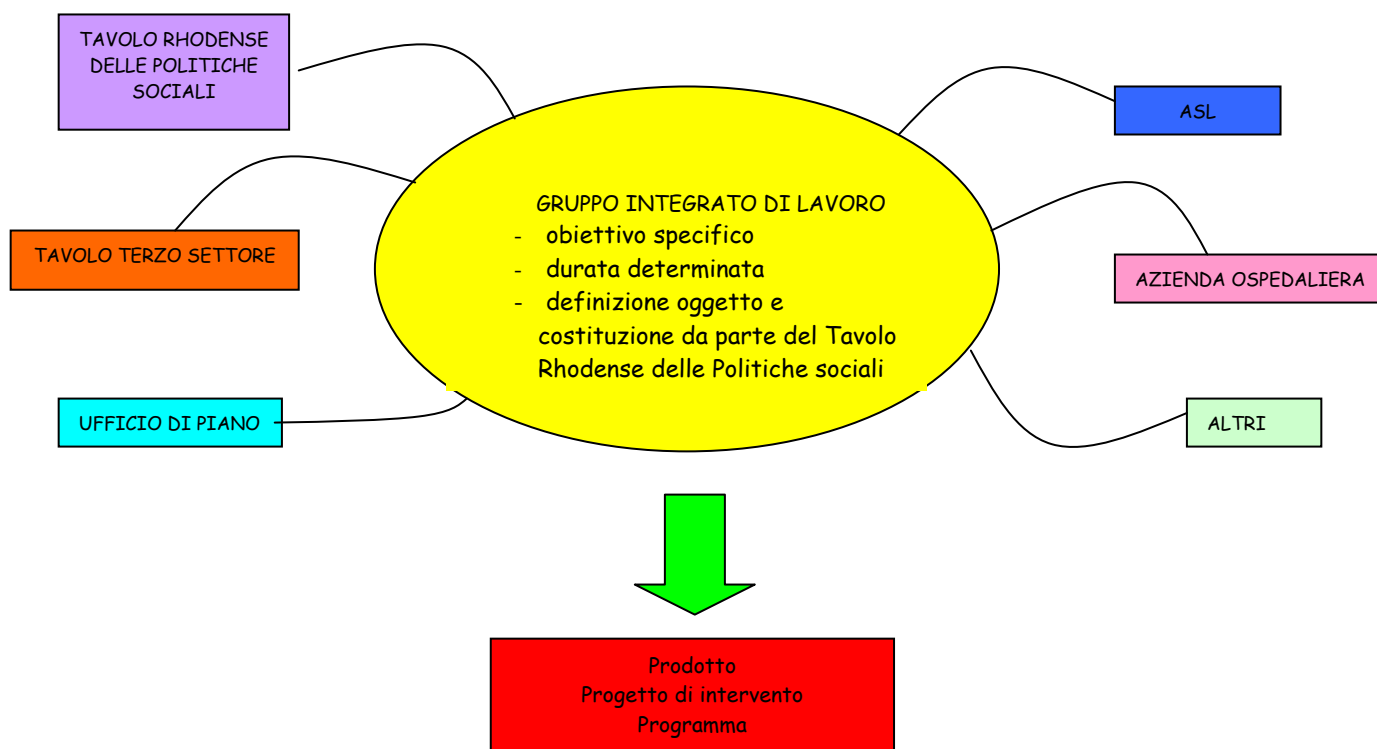 TAVOLO RHODENSE
DELLE POLITICHE
SOCIALI
ASL
GRUPPO INTEGRATO DI LAVORO
- obiettivo specifico
- durata determinata
- definizione oggetto e
costituzione da parte del Tavolo
Rhodense delle Politiche sociali
TAVOLO TERZO SETTORE
AZIENDA OSPEDALIERA
UFFICIO DI PIANO
ALTRI
Prodotto
Progetto di intervento
Programma